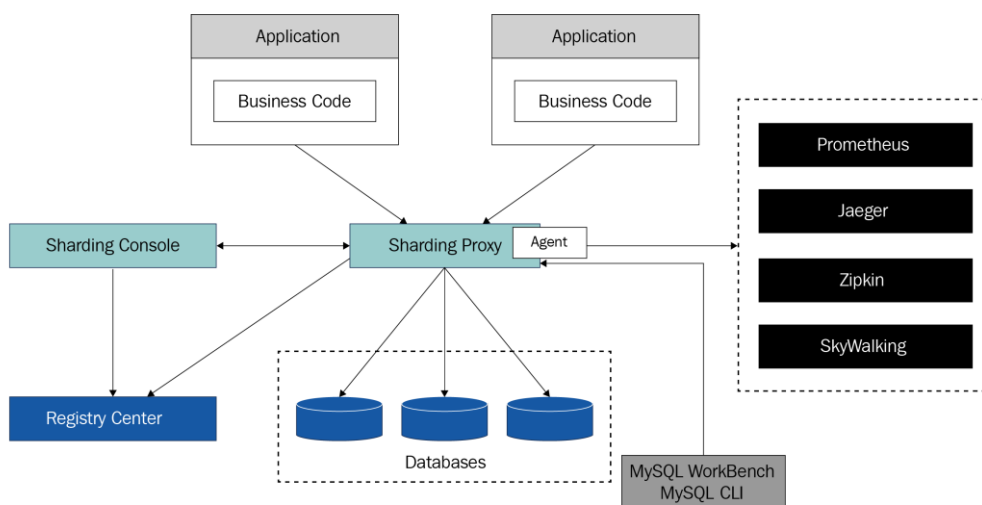 Application
Business Code
Application
Business Code
Prometheus
Jaeger
Zipkin
SkyWalking
Sharding Console
Sharding Proxy
Agent
Registry Center
Databases
MySQL WorkBench
MySQL CLI